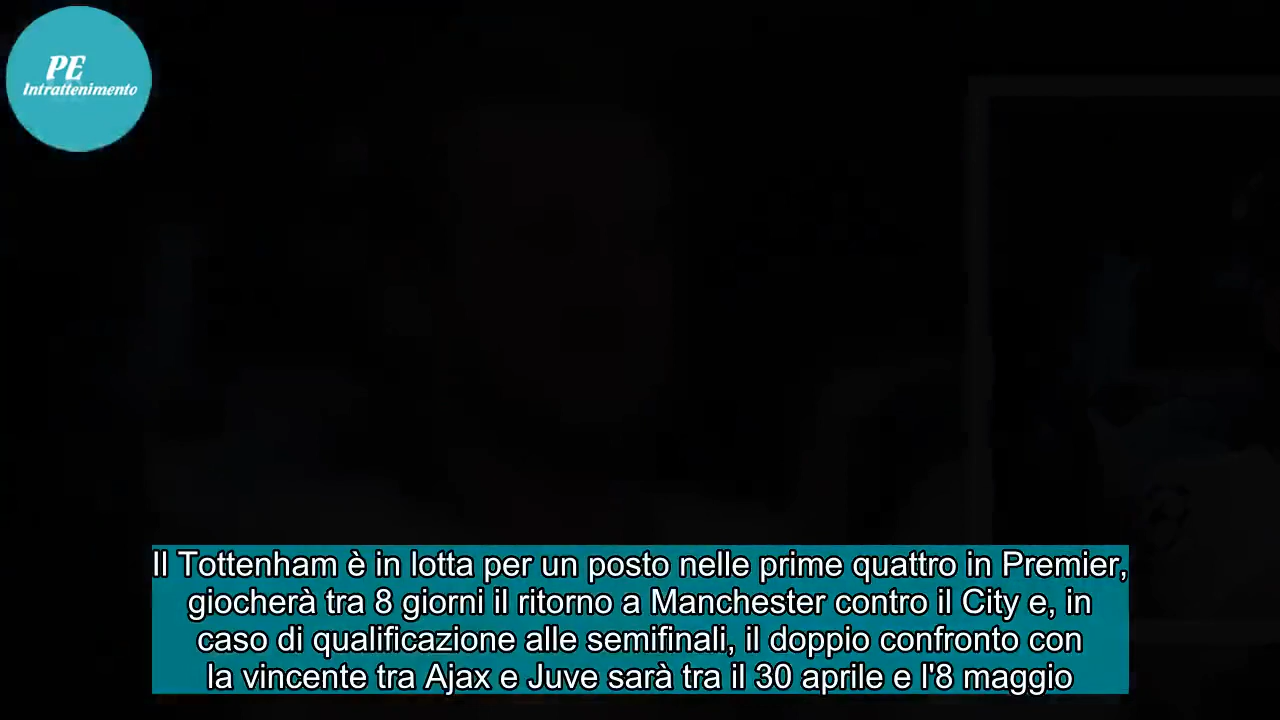 PE
Intrattenimento
Il Tottenham è in lotta per un posto nelle prime quattro in Premier,
giocherà tra 8 giorni il ritorno a Manchester contro il City e, in
caso di qualificazione alle semifinali, il doppio confronto con
la vincente tra Ajax e Juve sarà tra il 30 aprile e l'8 maggio